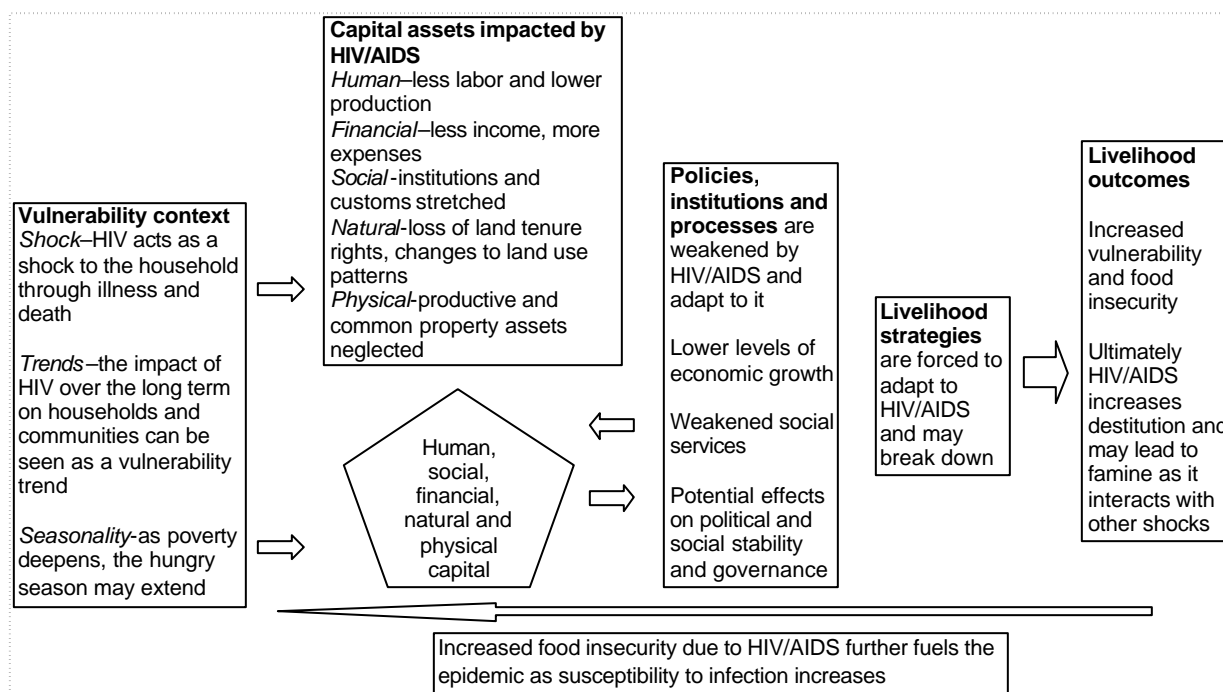 Capital assets impacted by
HIV/AIDS
Human–less labor and lower
production
Financial–less income, more
expenses
Social-institutions and
customs stretched
Natural-loss of land tenure
rights, changes to land use
patterns
Physical-productive and
common property assets
neglected
Vulnerability context
Shock–HIV acts as a
shock to the household
through illness and
death
Trends–the impact of
HIV over the long term
on households and
communities can be
seen as a vulnerability
trend
Seasonality-as poverty
deepens, the hungry
season may extend
Human,
social,
financial,
natural and
physical
capital
Policies,
institutions and
processes are
weakened by
HIV/AIDS and
adapt to it
Lower levels of
economic growth
Weakened social
services
Potential effects
on political and
social stability
and governance
Livelihood
strategies
are forced to
adapt to
HIV/AIDS
and may
break down
Livelihood
outcomes
Increased
vulnerability
and food
insecurity
Ultimately
HIV/AIDS
increases
destitution and
may lead to
famine as it
interacts with
other shocks
Increased food insecurity due to HIV/AIDS further fuels the
epidemic as susceptibility to infection increases